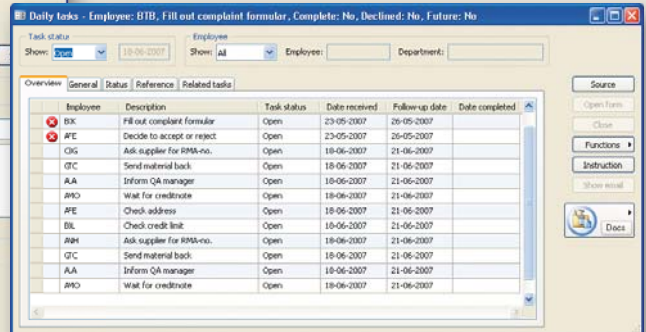 Daily tasks - Employee: BTB, Fill out complaint formular, Complete: No, Declined: No, Future: No
Task status Employee
Show: Open 18-06-2007 Show: All Employee: Department:
Overview General Status Reference Related tasks
Employee Description Task status Date received Follow-up date Date completed
Fill out complaint formular Open 23-05-2007 26-05-2007
AFE Decide to accept or reject Open 23-05-2007 26-05-2007
Ask supplier for RMA-no. Open 18-06-2007 21-06-2007
GTC Send material back Open 18-06-2007 21-06-2007
Inform QA manager Open 18-06-2007 21-06-2007
AMO Wait for creditnote Open 18-06-2007 21-06-2007
AFE Check address Open 18-06-2007 21-06-2007
Check credit limit Open 18-06-2007 21-06-2007
Ask supplier for RMA-no. Open 18-06-2007 21-06-2007
GTC Send material back Open 18-06-2007 21-06-2007
Inform QA manager Open 18-06-2007 21-06-2007
AMO Wait for creditnote Open 18-06-2007 21-06-2007
Source
Open form
Close
Functions
Instruction
Show email
Docs